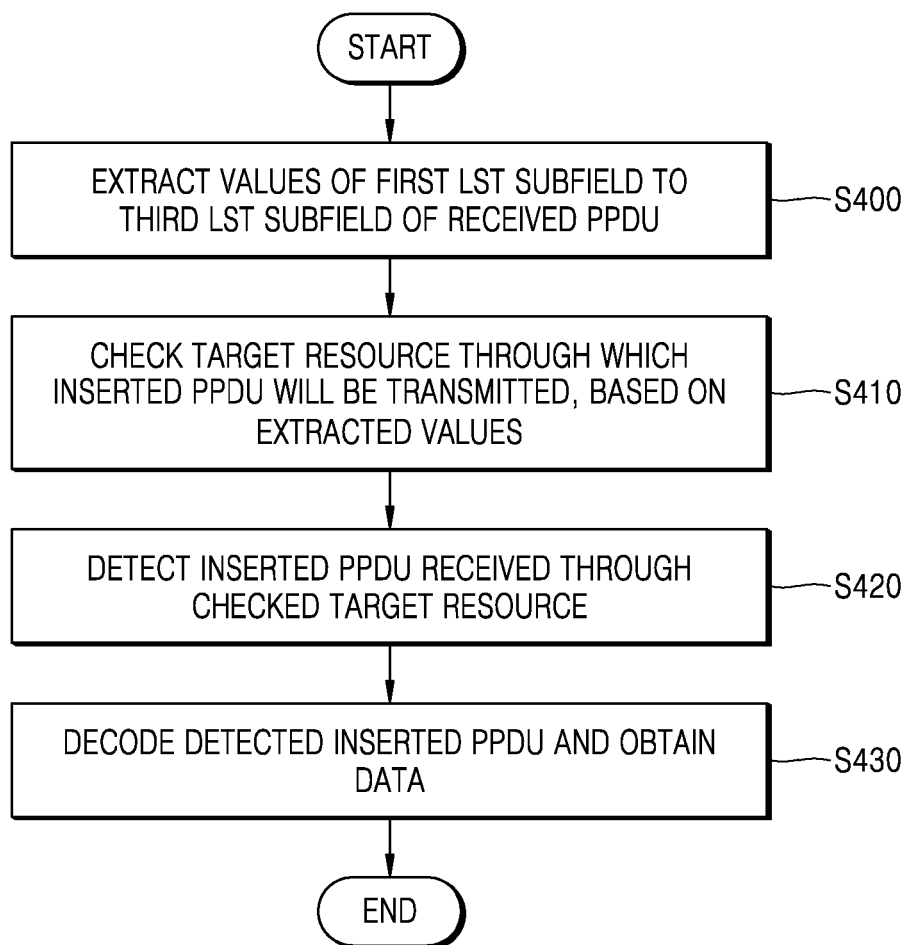 START
EXTRACT VALUES OF FIRST LST SUBFIELD TO
THIRD LST SUBFIELD OF RECEIVED PPDU
S400
CHECK TARGET RESOURCE THROUGH WHICH
INSERTED PPDU WILL BE TRANSMITTED, BASED ON
EXTRACTED VALUES
S410
DETECT INSERTED PPDU RECEIVED THROUGH
CHECKED TARGET RESOURCE
S420
DECODE DETECTED INSERTED PPDU AND OBTAIN
DATA
S430
END